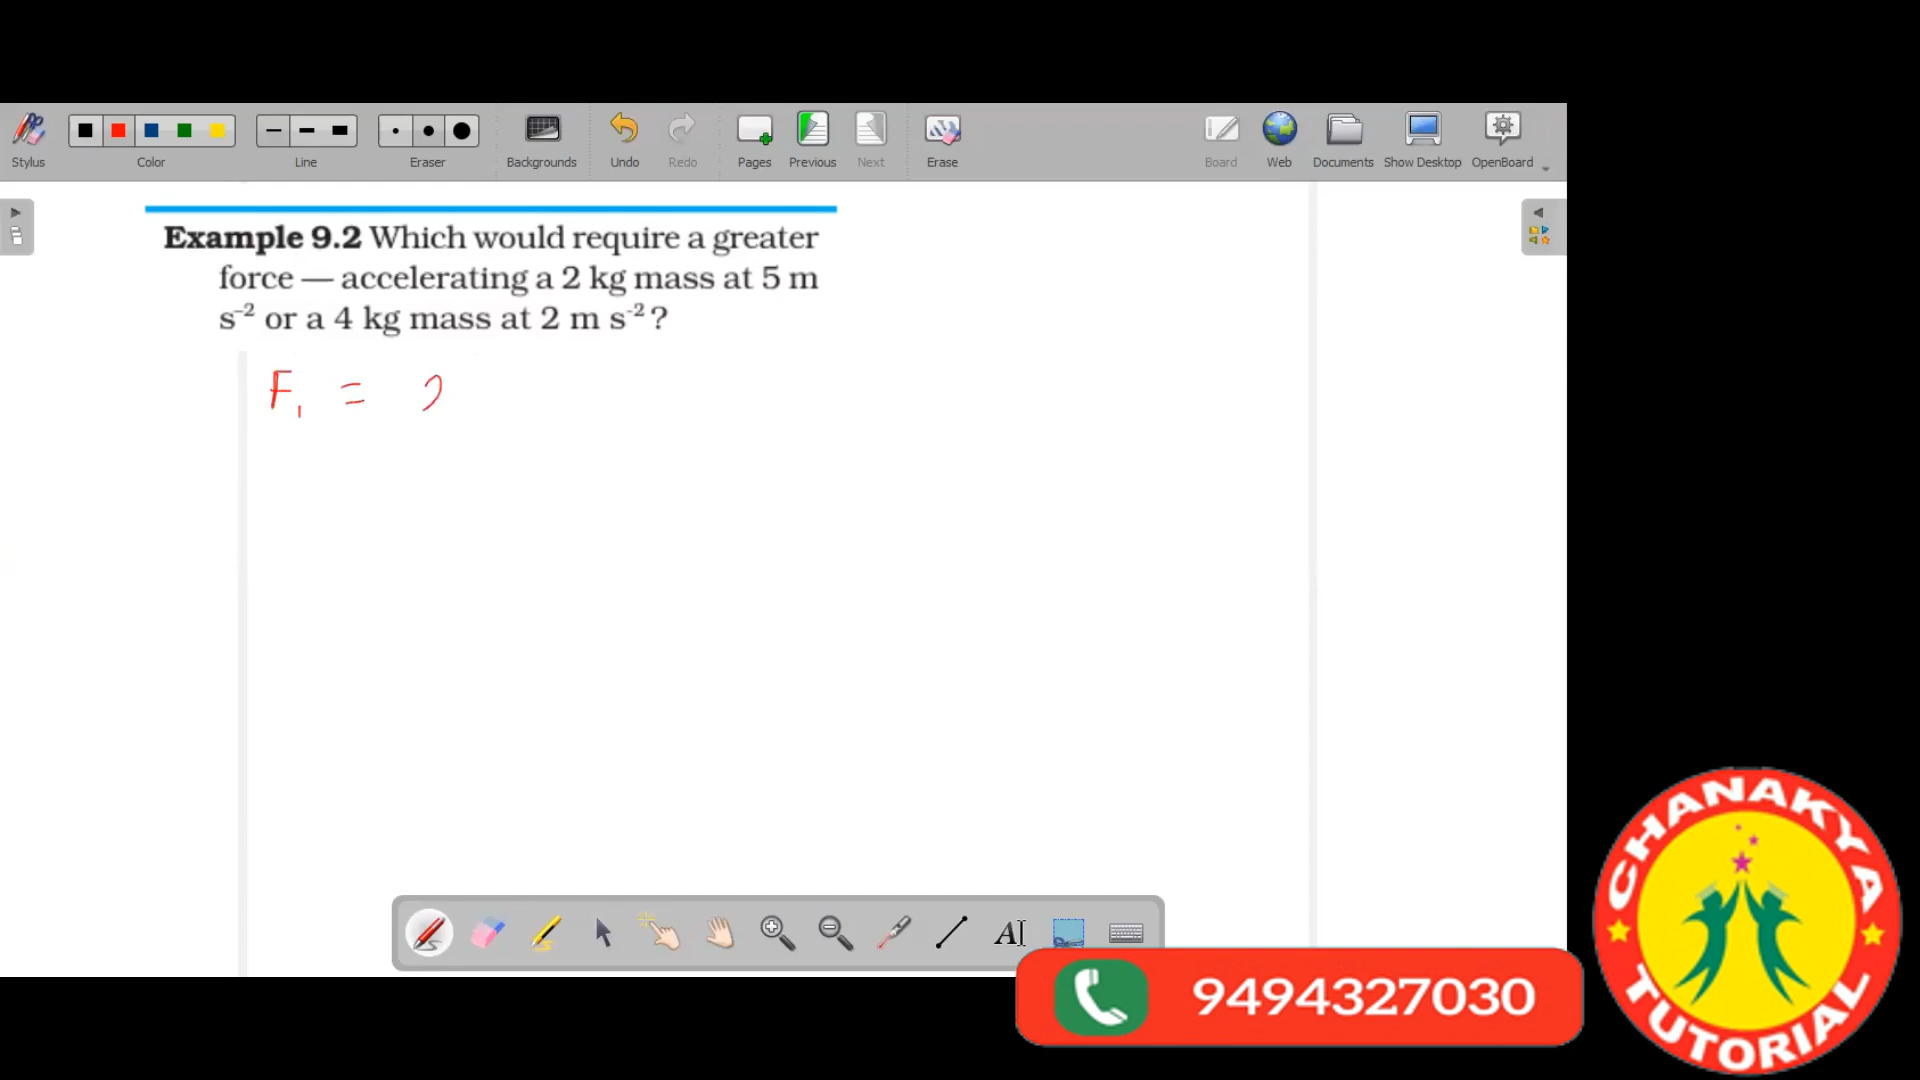 Stylus
Color
Line
Eraser
Backgrounds
Undo
Redo
Pages
Previous
Next
Erase
Board
Web
Documents
Show Desktop
OpenBoard
Example 9.2 Which would require a greater
force — accelerating a 2 kg mass at 5 m
s⁻² or a 4 kg mass at 2 m s⁻² ?
F₁ =
9494327030
CHANAKYA
TUTORIAL